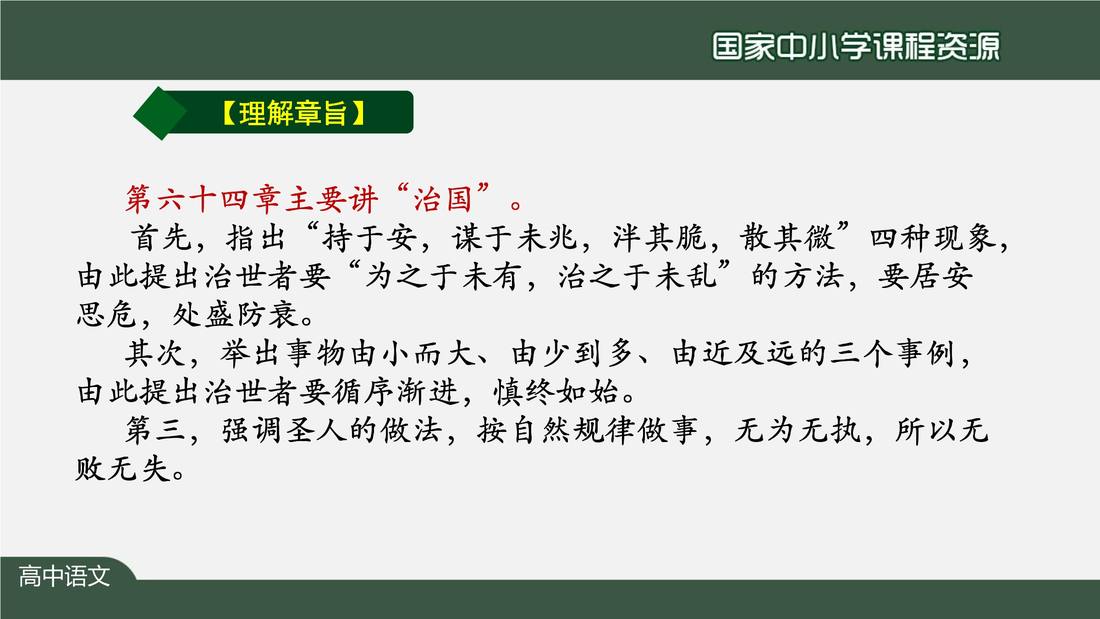 国家中小学课程资源
【理解章旨】
第六十四章主要讲“治国”。
首先，指出“持于安，谋于未兆，泮其脆，散其微”四种现象，
由此提出治世者要“为之于未有，治之于未乱”的方法，要居安
思危，处盛防衰。
其次，举出事物由小而大、由少到多、由近及远的三个事例，
由此提出治世者要循序渐进，慎终如始。
第三，强调圣人的做法，按自然规律做事，无为无执，所以无
败无失。
高中语文